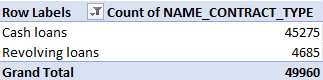 Row Labels Count of NAME_CONTRACT_TYPE
Cash loans 45275
Revolving loans 4685
Grand Total 49960